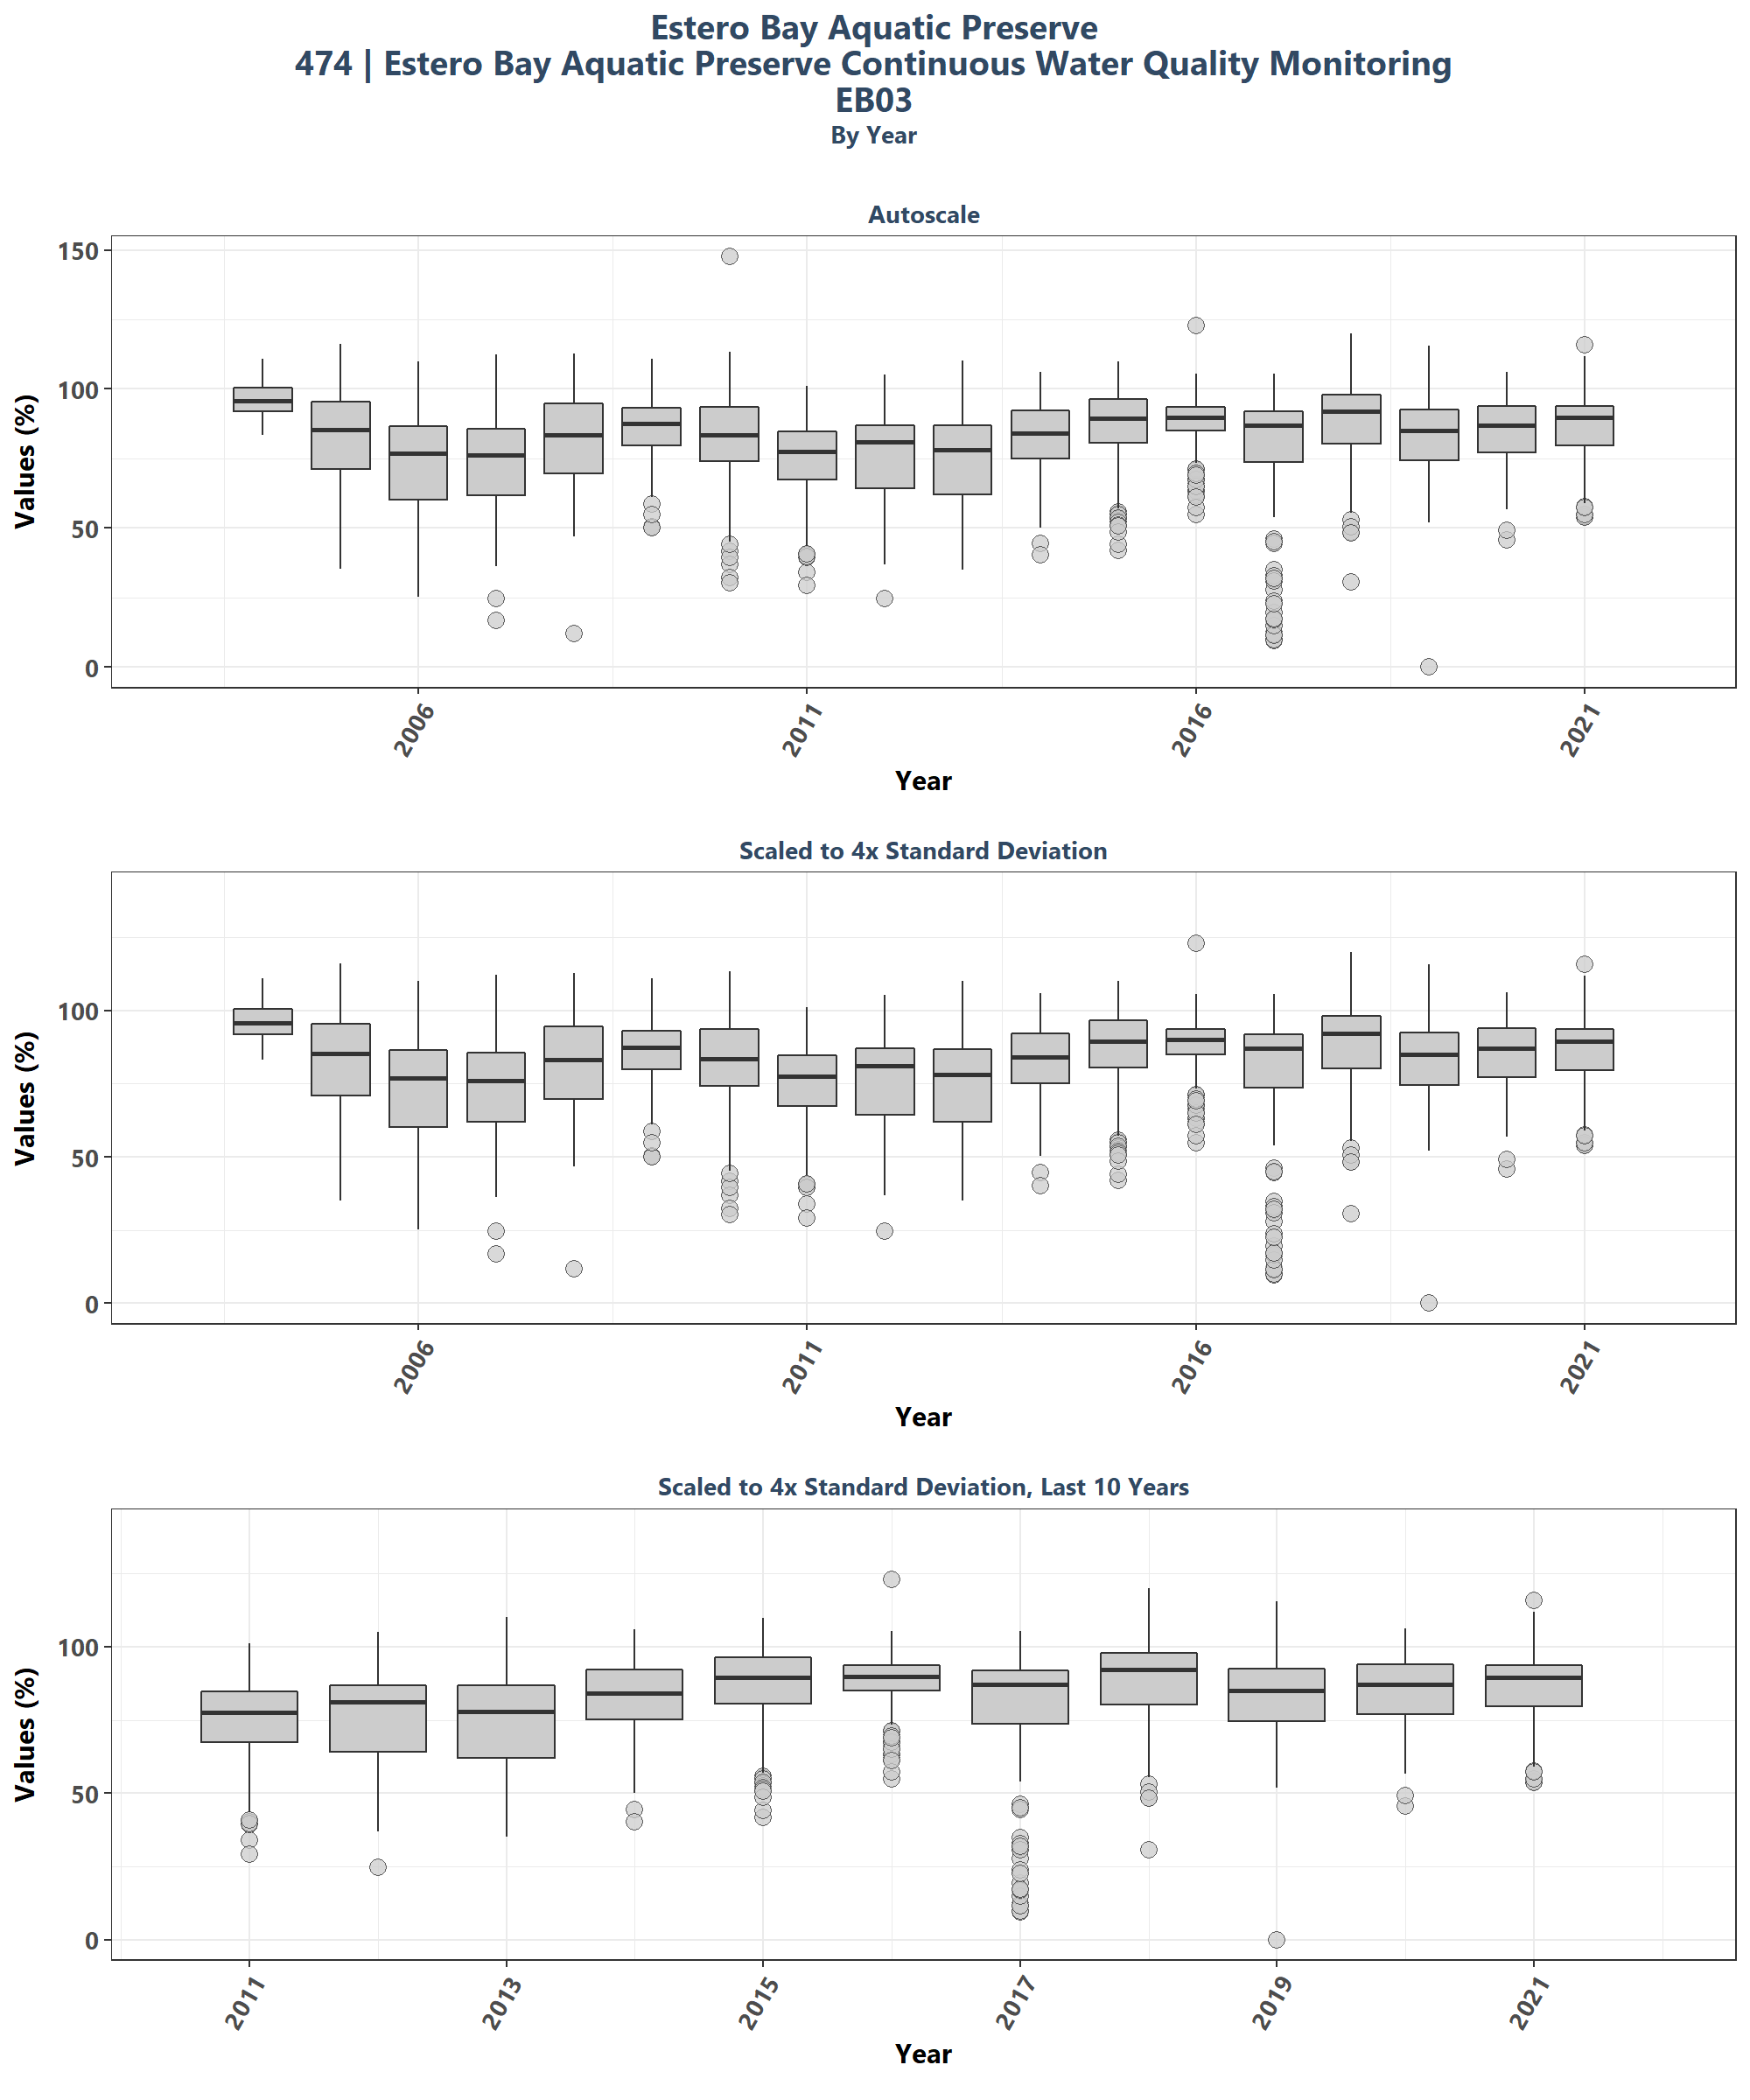 Estero Bay Aquatic Preserve
474 | Estero Bay Aquatic Preserve Continuous Water Quality Monitoring
EB03
By Year
Autoscale
Values (%)
150
100
50
0
2006
2011
2016
2021
Year
Scaled to 4x Standard Deviation
Values (%)
100
50
0
2006
2011
2016
2021
Year
Scaled to 4x Standard Deviation, Last 10 Years
Values (%)
100
50
0
2011
2013
2015
2017
2019
2021
Year